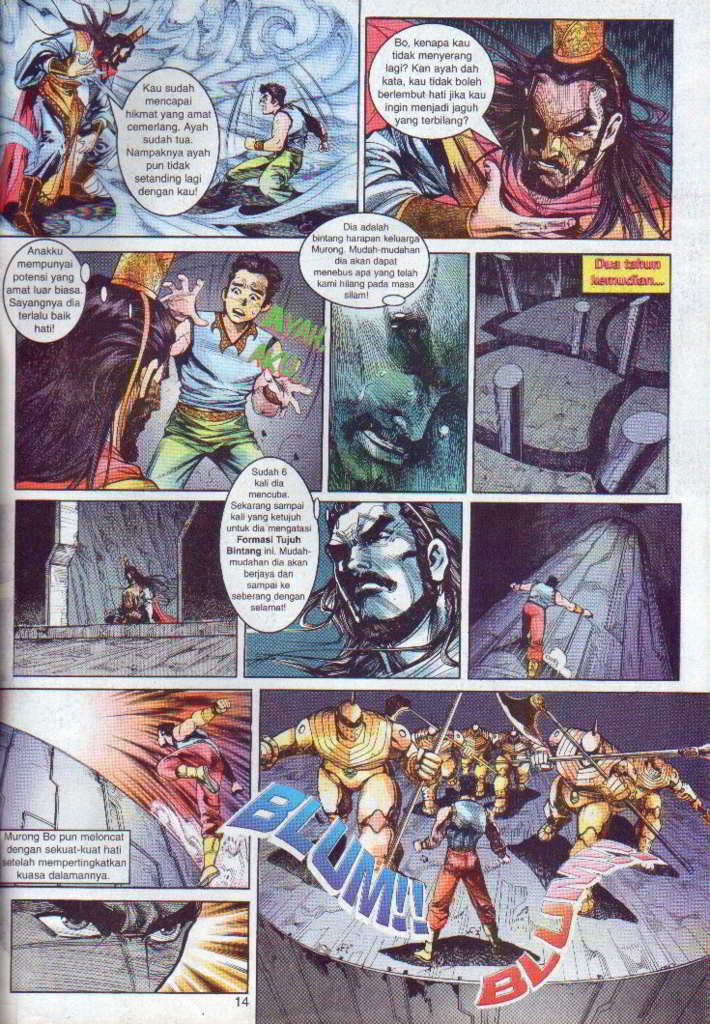 Kau sudah
mencapai
hikmat yang amat
cemerlang. Ayah
sudah tua.
Nampaknya ayah
pun tidak
setanding lagi
dengan kau!
Bo, kenapa kau
tidak menyerang
lagi? Kan ayah dah
kata, kau tidak boleh
berlembut hati jika kau
ingin menjadi jaguh
yang terbilang?
Anakku
mempunyai
potensi yang
amat luar biasa.
Sayangnya dia
terlalu baik
hati!
AYAH,
AKU..
Dia adalah
bintang harapan keluarga
Murong. Mudah-mudahan
dia akan dapat
menebus apa yang telah
kami hilang pada masa
silam!
Dua tahun
kemudian...
Sudah 6
kali dia
mencuba.
Sekarang sampai
kali yang ketujuh
untuk dia mengatasi
Formasi Tujuh
Bintang ini. Mudah-
mudahan dia akan
berjaya dan
sampai ke
seberang dengan
selamat!
Murong Bo pun meloncat
dengan sekuat-kuat hati
setelah mempertingkatkan
kuasa dalamannya.
BLUM!!
BLUM!!
14